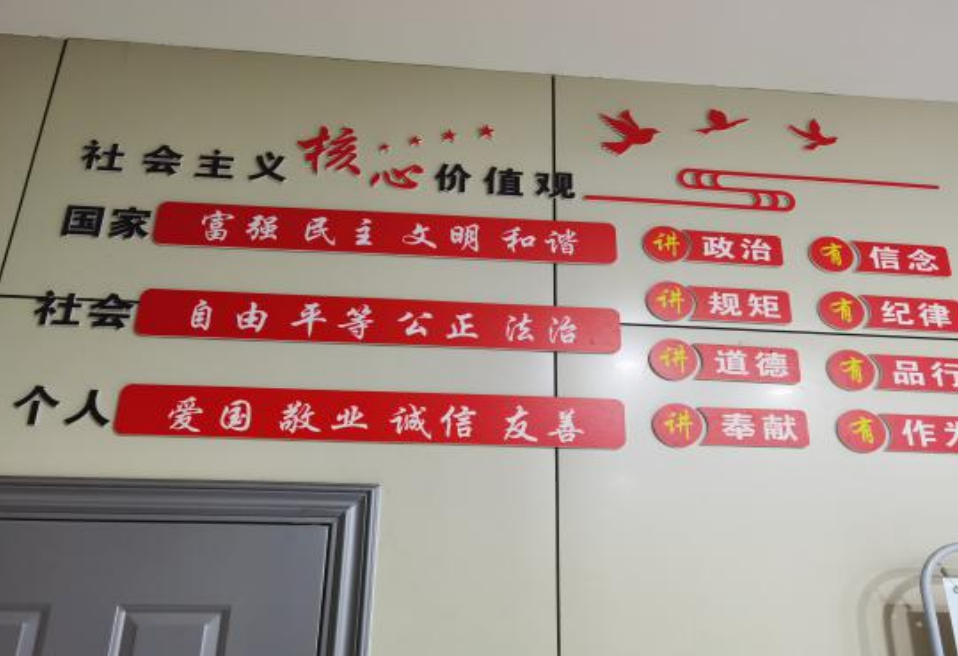 社会主义核心价值观
国家 富强 民主 文明 和谐
社会 自由 平等 公正 法治
个人 爱国 敬业 诚信 友善
讲 政治 有 信念
讲 规矩 有 纪律
讲 道德 有 品行
讲 奉献 有 作